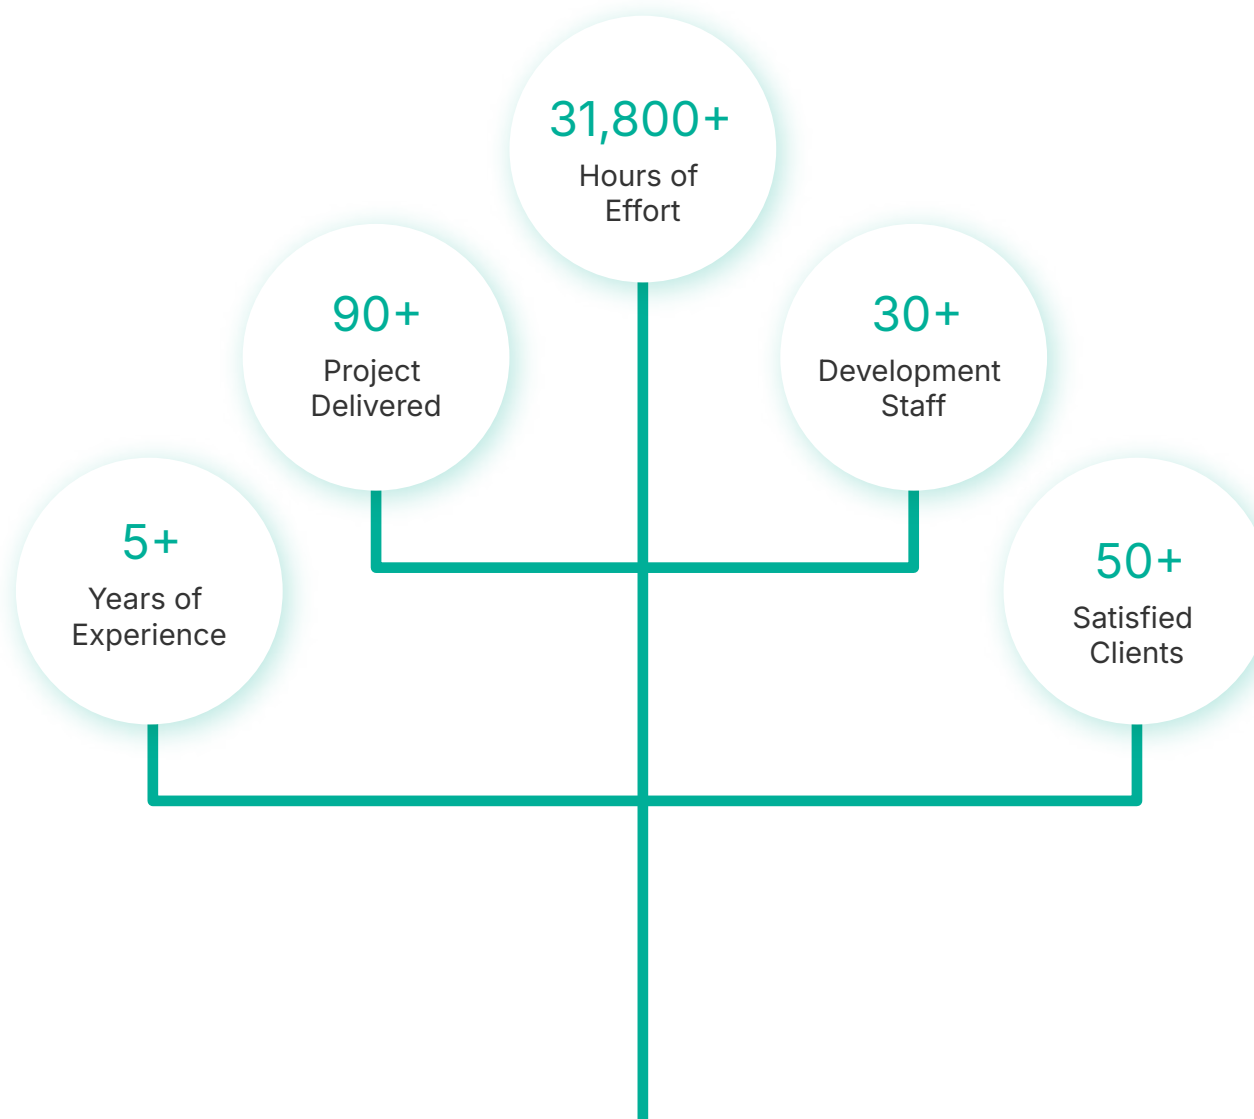 31,800+
Hours of
Effort
90+
Project
Delivered
30+
Development
Staff
5+
Years of
Experience
50+
Satisfied
Clients